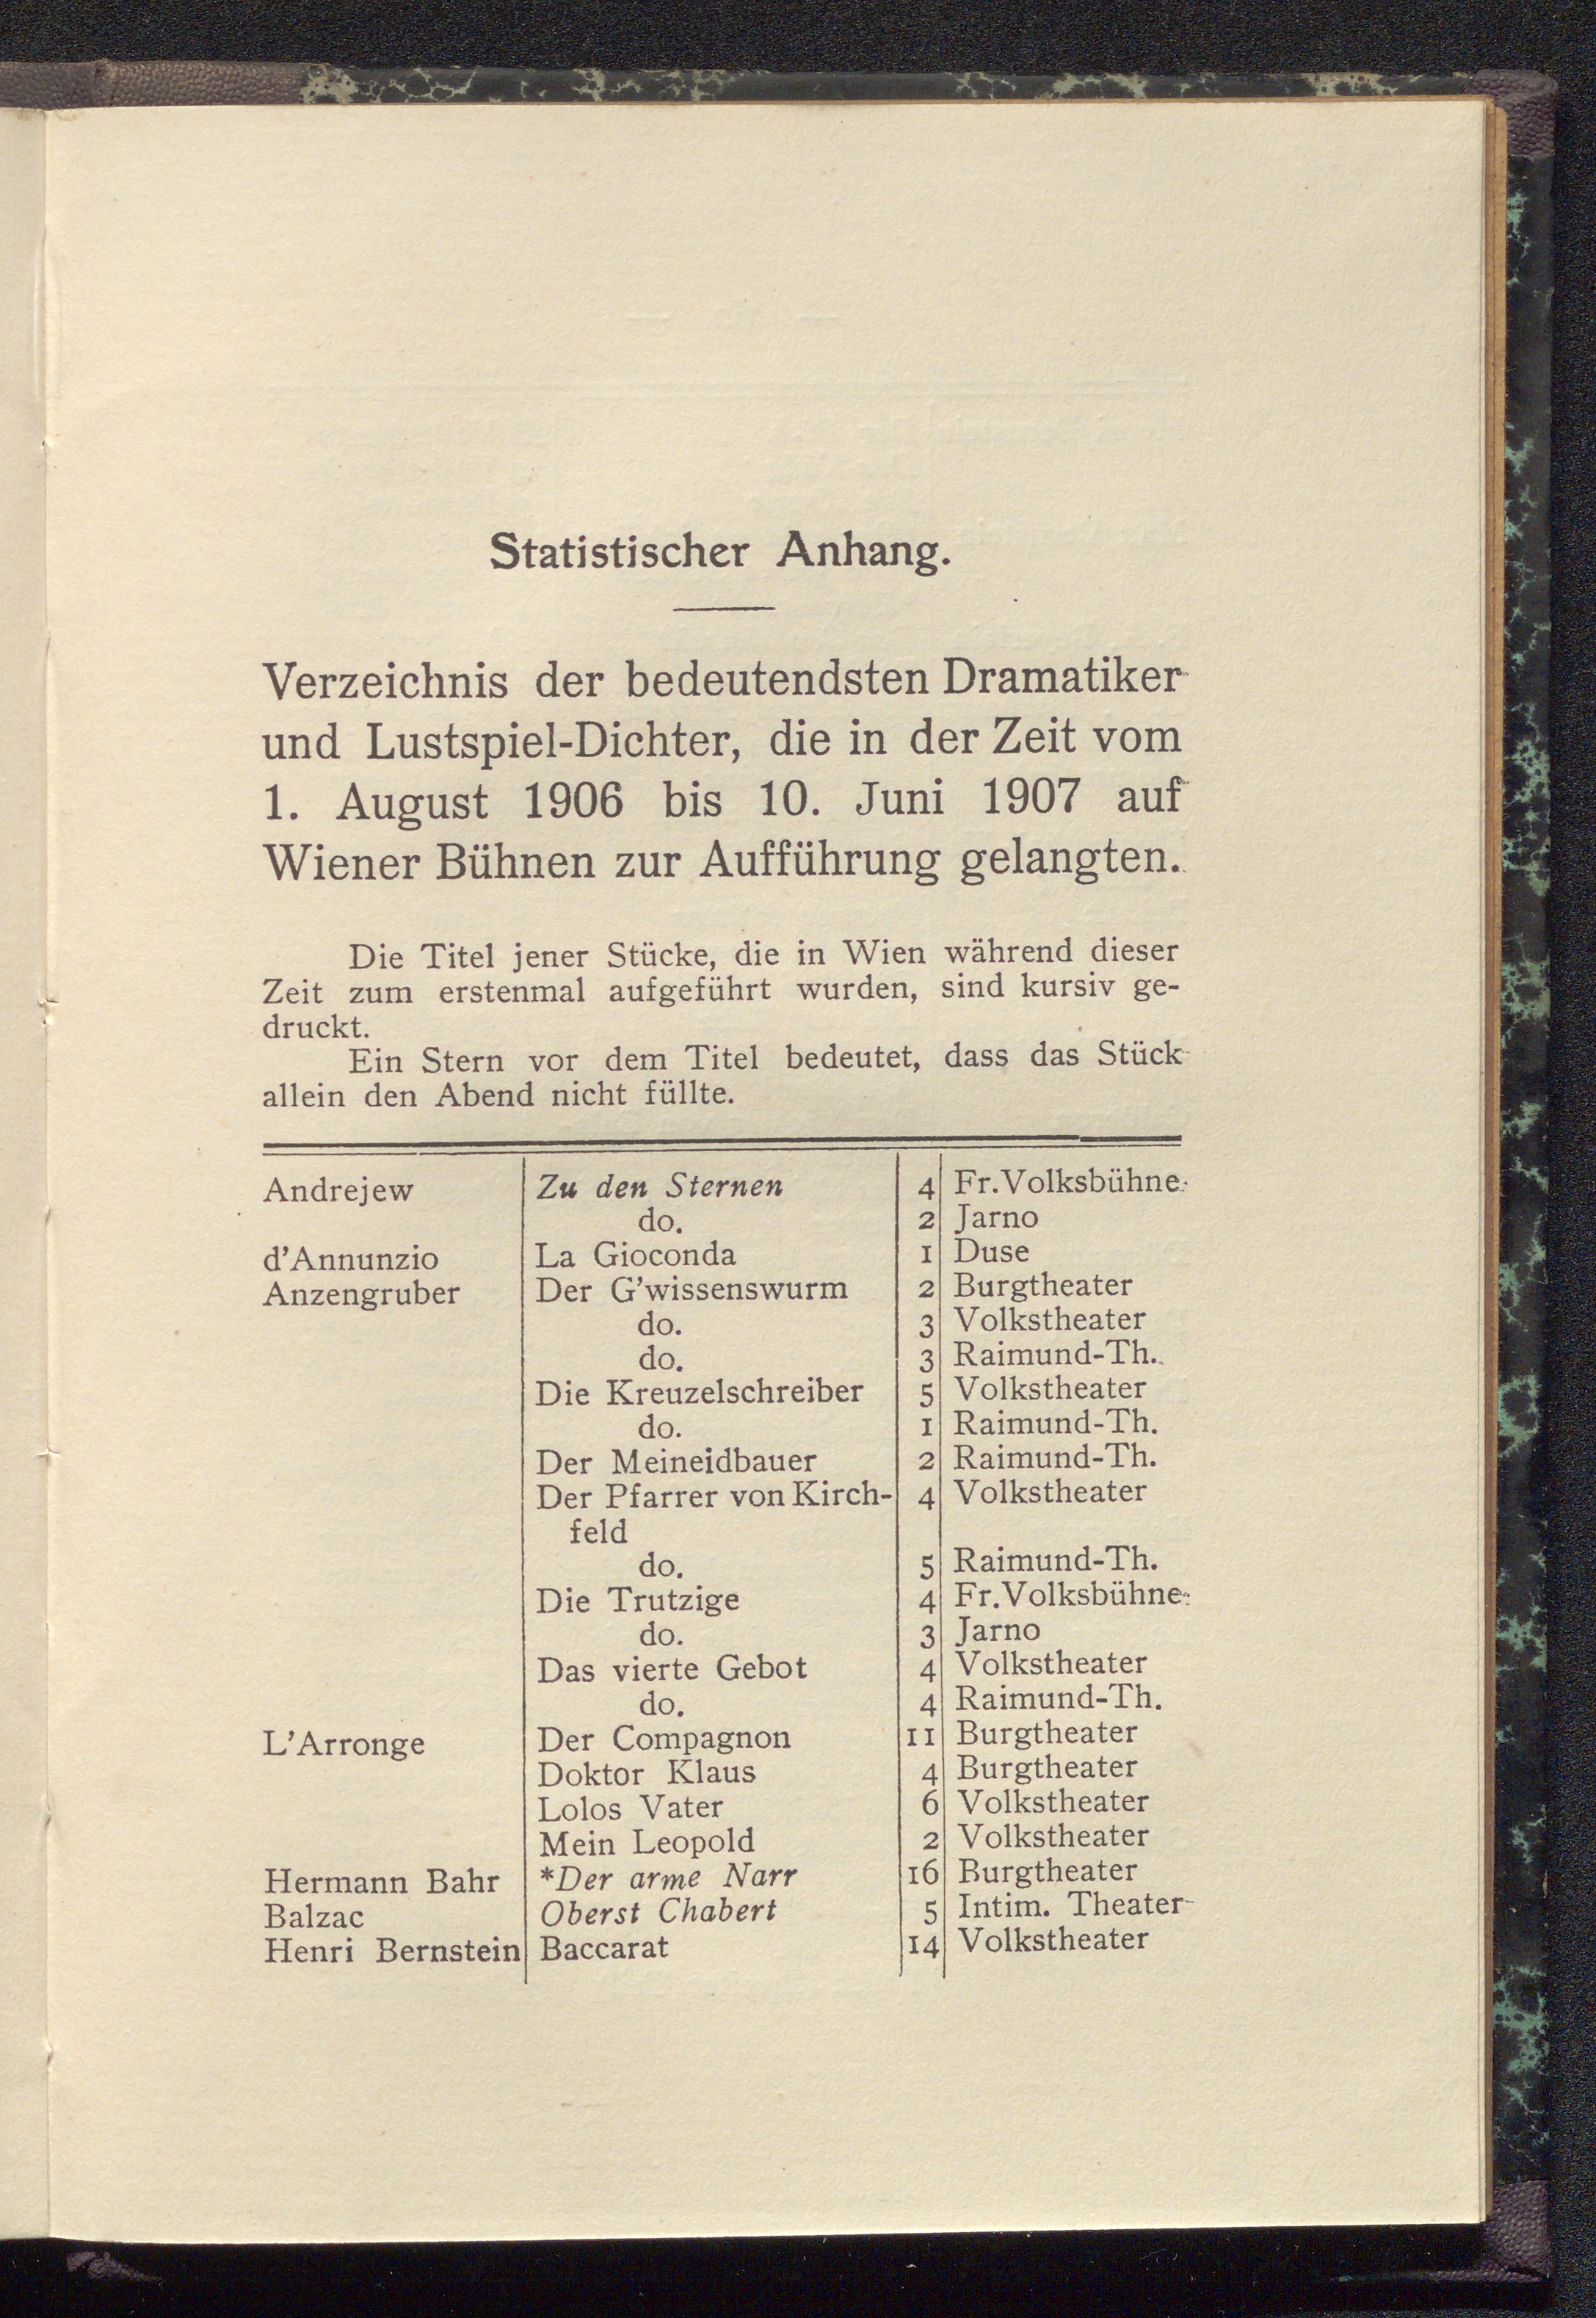 Statistischer Anhang.
Verzeichnis der bedeutendsten Dramatiker
und Lustspiel-Dichter, die in der Zeit vom
1. August 1906 bis 10. Juni 1907 auf
Wiener Bühnen zur Aufführung gelangten.
Die Titel jener Stücke, die in Wien während dieser
Zeit zum erstenmal aufgeführt wurden, sind kursiv ge-
druckt.
Ein Stern vor dem Titel bedeutet, dass das Stück
allein den Abend nicht füllte.
Andrejew Zu den Sternen 4 Fr. Volksbühne
do. 2 Jarno
d'Annunzio La Gioconda 1 Duse
Anzengruber Der G'wissenswurm 2 Burgtheater
do. 3 Volkstheater
do. 3 Raimund-Th.
Die Kreuzelschreiber 5 Volkstheater
do. 1 Raimund-Th.
Der Meineidbauer 2 Raimund-Th.
Der Pfarrer von Kirch- 4 Volkstheater
feld
do. 5 Raimund-Th.
Die Trutzige 4 Fr. Volksbühne
do. 3 Jarno
Das vierte Gebot 4 Volkstheater
do. 4 Raimund-Th.
L'Arronge Der Compagnon 11 Burgtheater
Doktor Klaus 4 Burgtheater
Lolos Vater 6 Volkstheater
Mein Leopold 2 Volkstheater
Hermann Bahr *Der arme Narr 16 Burgtheater
Balzac Oberst Chabert 5 Intim. Theater
Henri Bernstein Baccarat 14 Volkstheater